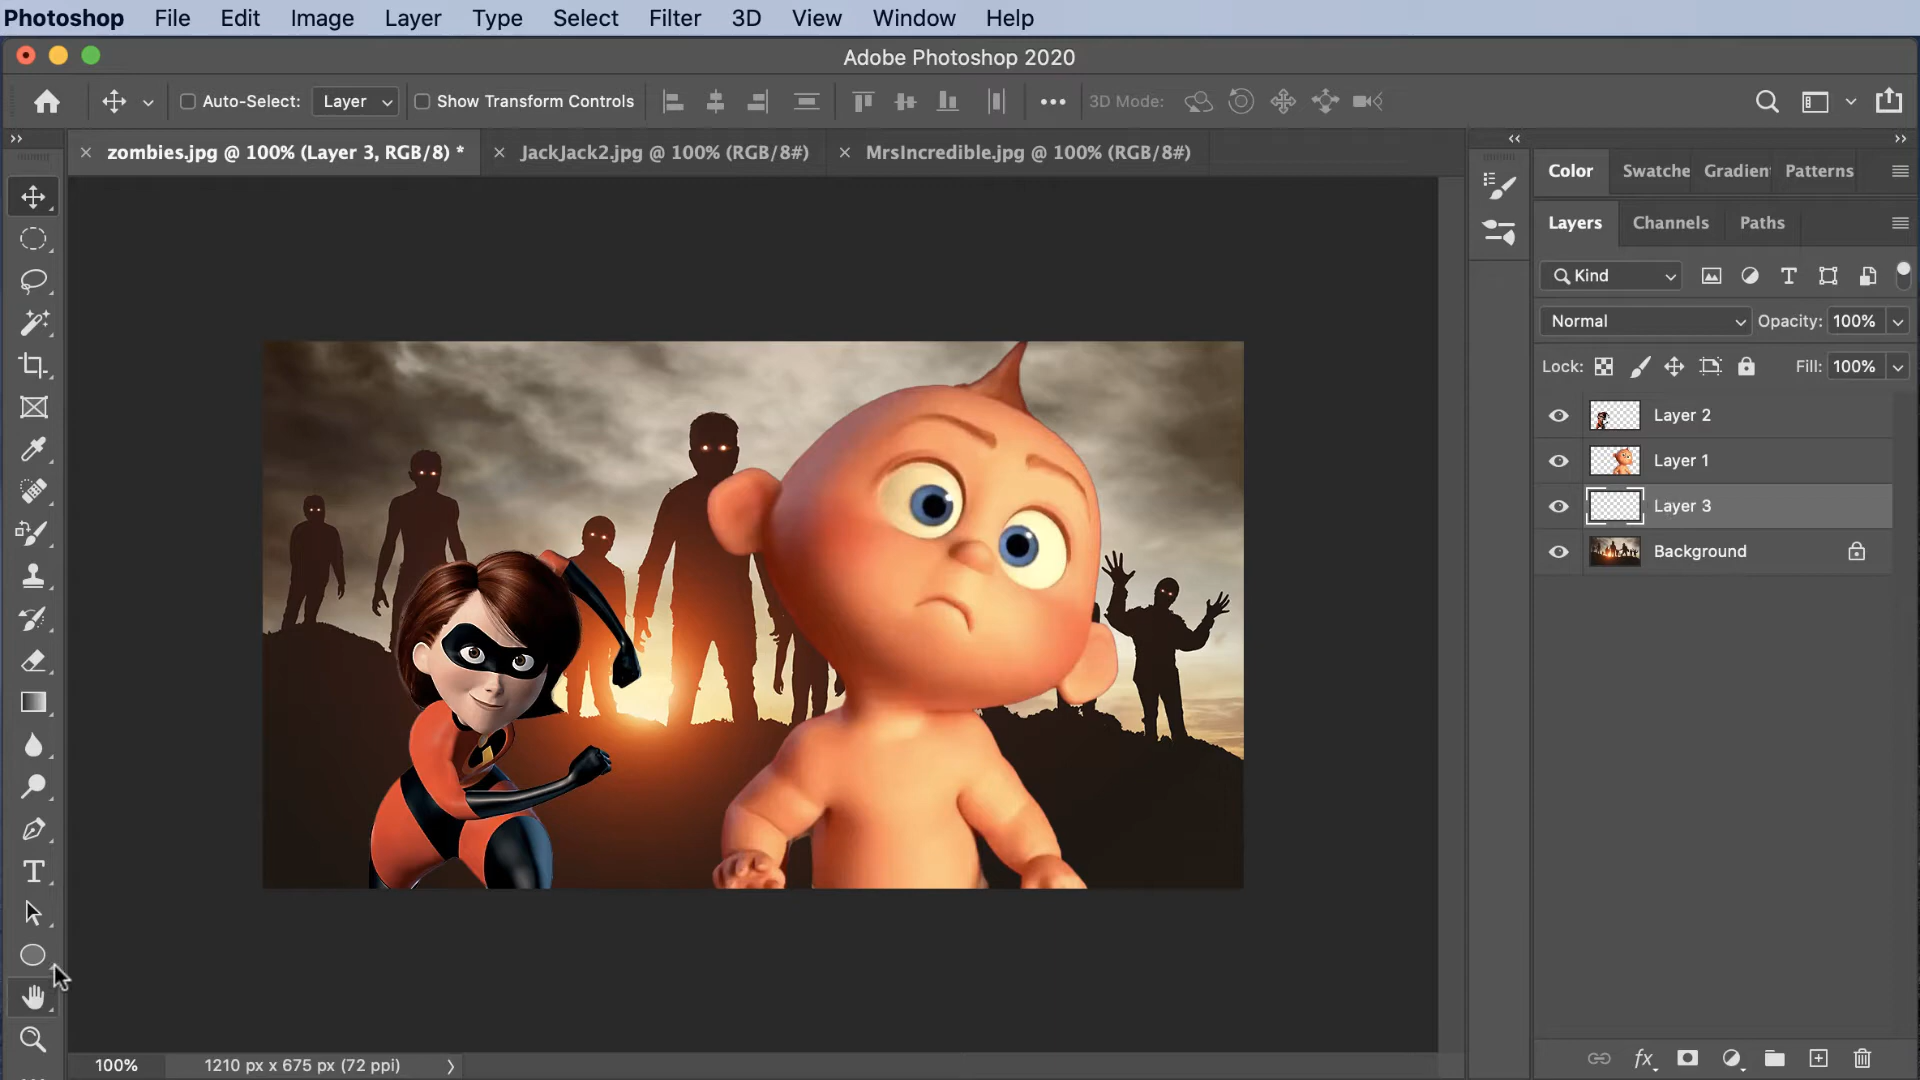 Photoshop File Edit Image Layer Type Select Filter 3D View Window Help
Adobe Photoshop 2020
Auto-Select: Layer Show Transform Controls 3D Mode:
zombies.jpg @ 100% (Layer 3, RGB/8) * JackJack2.jpg @ 100% (RGB/8#) MrsIncredible.jpg @ 100% (RGB/8#)
Color Swatche Gradien Patterns
Layers Channels Paths
Kind
Normal Opacity: 100%
Lock: Fill: 100%
Layer 2
Layer 1
Layer 3
Background
100% 1210 px x 675 px (72 ppi)